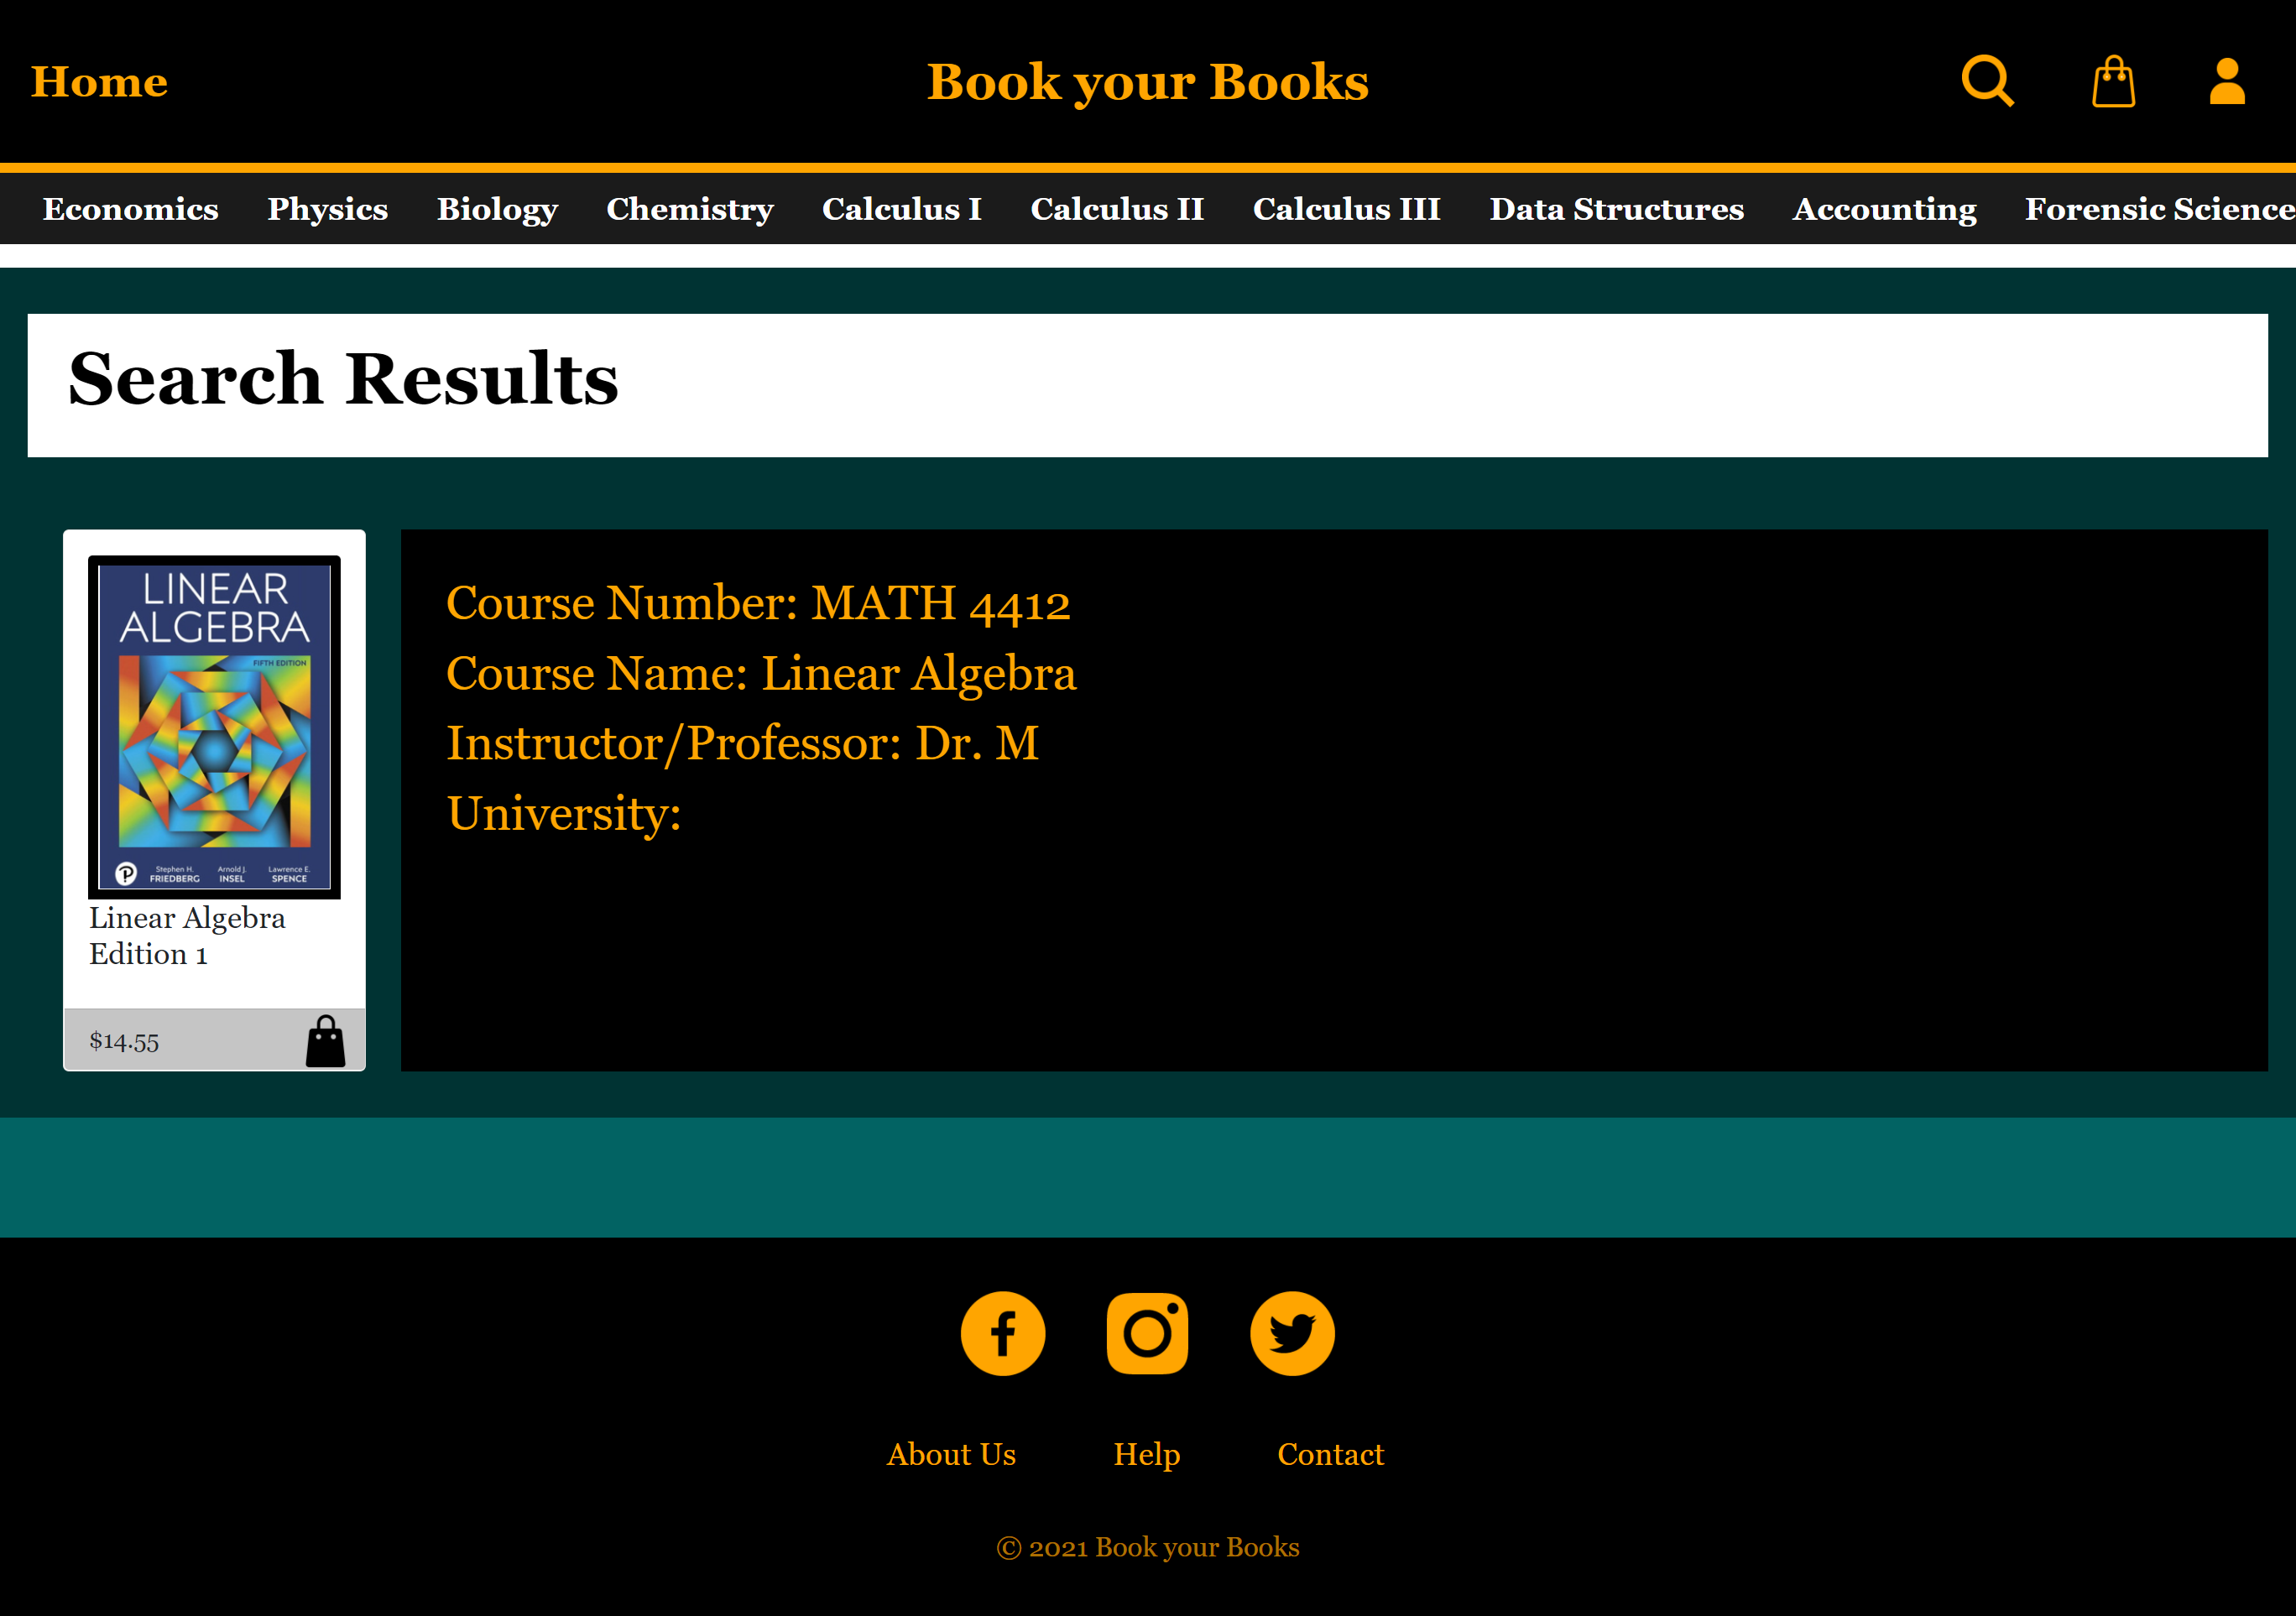 Home
Book your Books
Economics Physics Biology Chemistry Calculus I Calculus II Calculus III Data Structures Accounting Forensic Science
Search Results
LINEAR
ALGEBRA
FIFTH EDITION
Stephen H. Arnold J. Lawrence E.
FRIEDBERG INSEL SPENCE
Linear Algebra
Edition 1
$14.55
Course Number: MATH 4412
Course Name: Linear Algebra
Instructor/Professor: Dr. M
University:
About Us Help Contact
© 2021 Book your Books